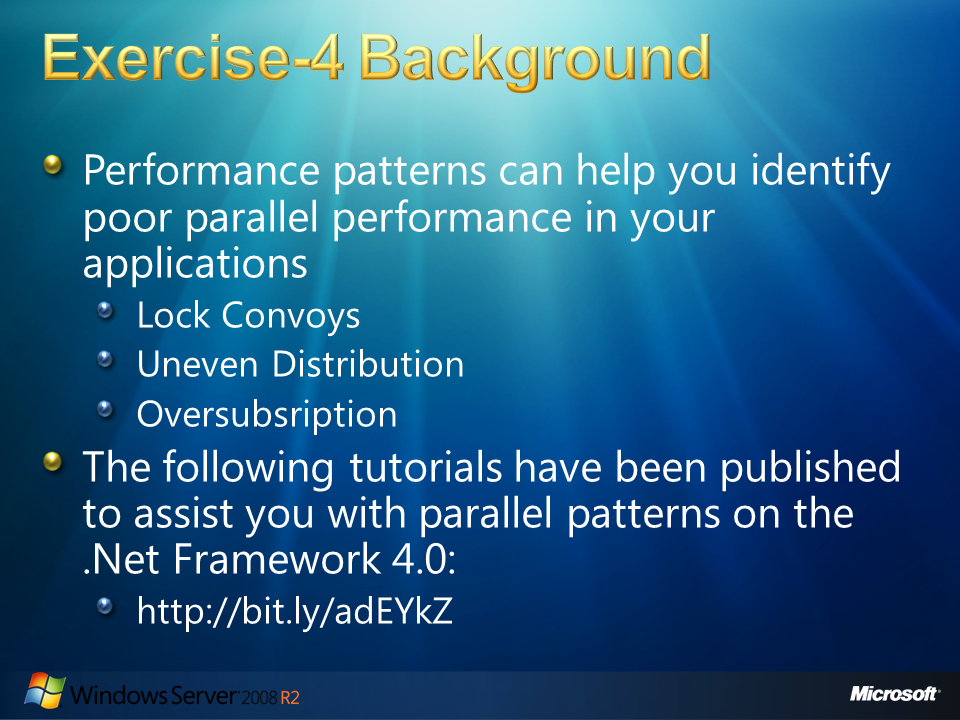 Exercise-4 Background
Performance patterns can help you identify
poor parallel performance in your
applications
Lock Convoys
Uneven Distribution
Oversubsription
The following tutorials have been published
to assist you with parallel patterns on the
.Net Framework 4.0:
http://bit.ly/adEYkZ
Windows Server 2008 R2
Microsoft